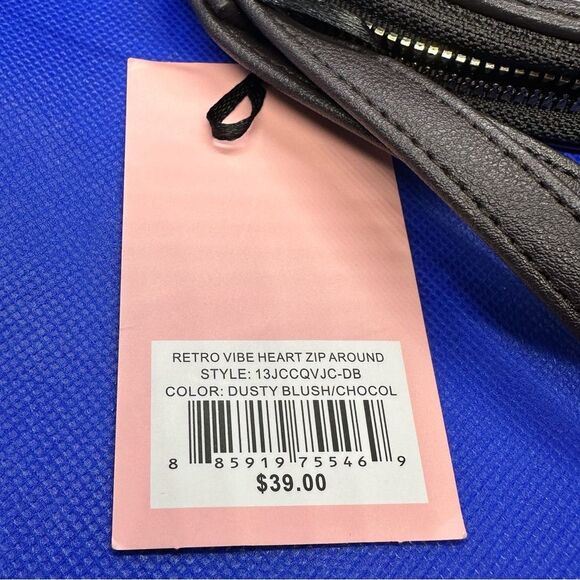 RETRO VIBE HEART ZIP AROUND
STYLE: 13JCCQVJC-DB
COLOR: DUSTY BLUSH/CHOCOL
8 85919 75546 9
$39.00